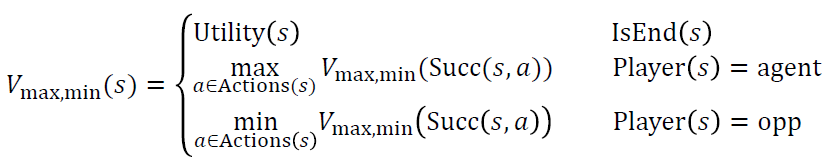 Utility(s) IsEnd(s)
V_max,min(s) = { max_{a∈Actions(s)} V_max,min(Succ(s, a)) Player(s) = agent
min_{a∈Actions(s)} V_max,min(Succ(s, a)) Player(s) = opp